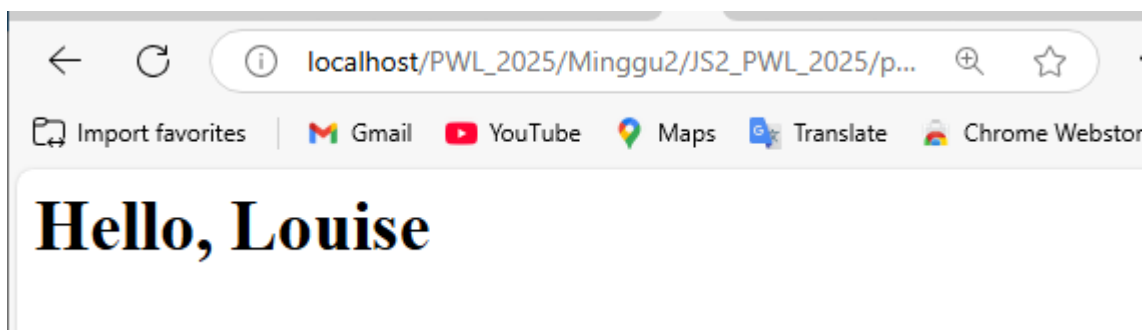 localhost/PWL_2025/Minggu2/JS2_PWL_2025/p...
Import favorites Gmail YouTube Maps Translate Chrome Webstor
Hello, Louise